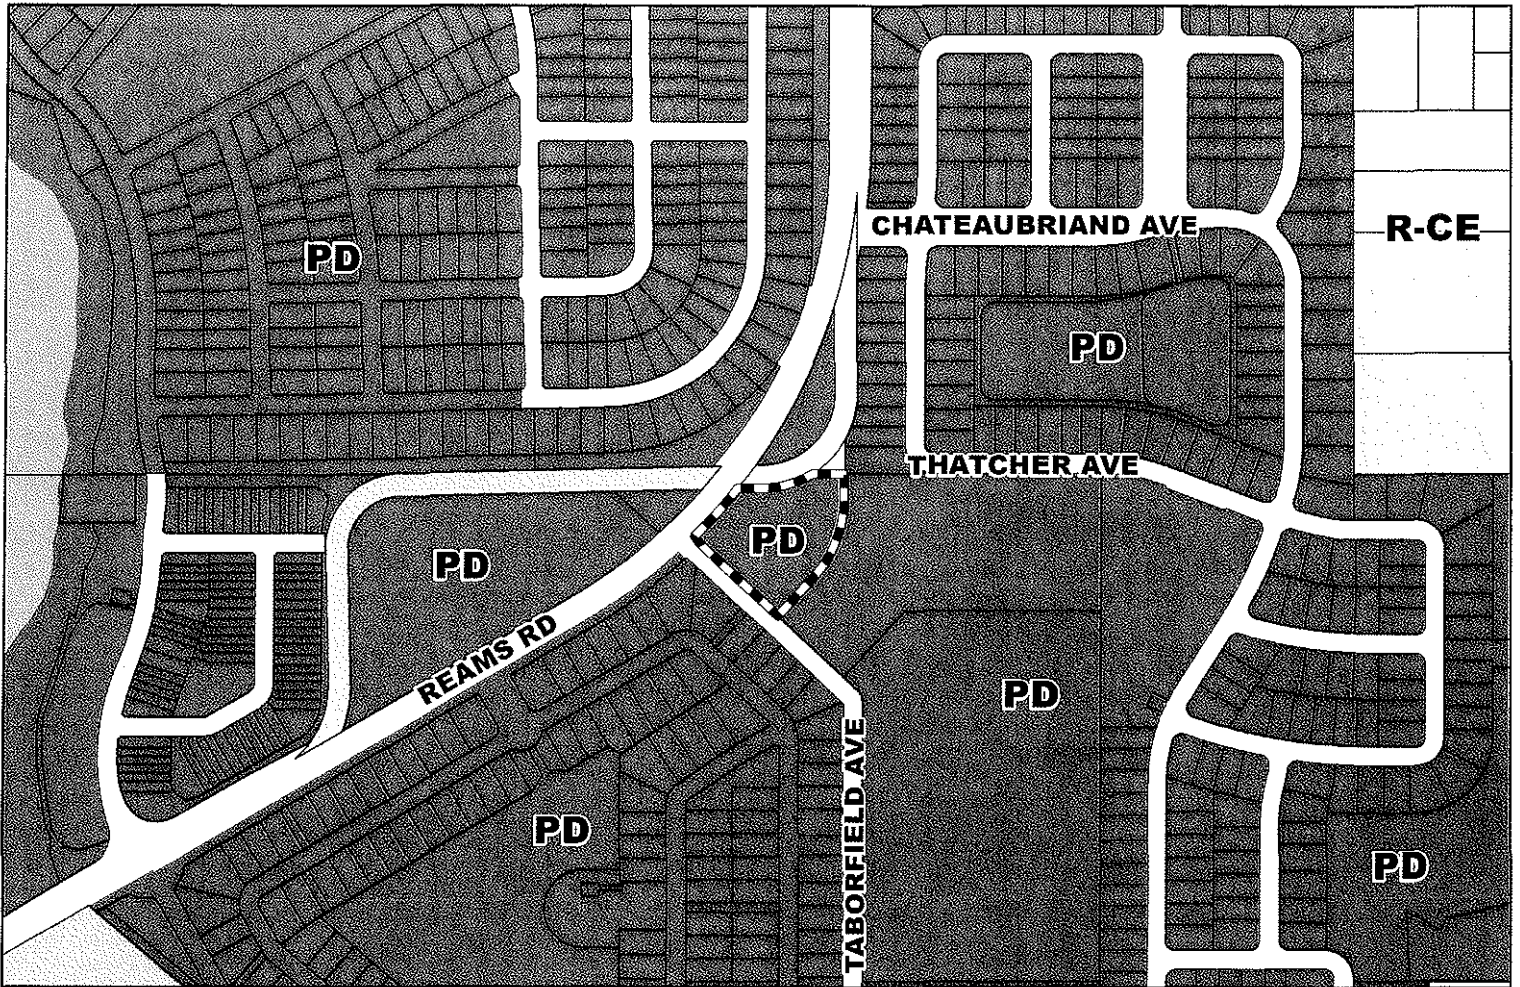 CHATEAUBRIAND AVE
R-CE
PD
PD
THATCHER AVE
PD
PD
REAMS RD
PD
TABORFIELD AVE
PD
PD